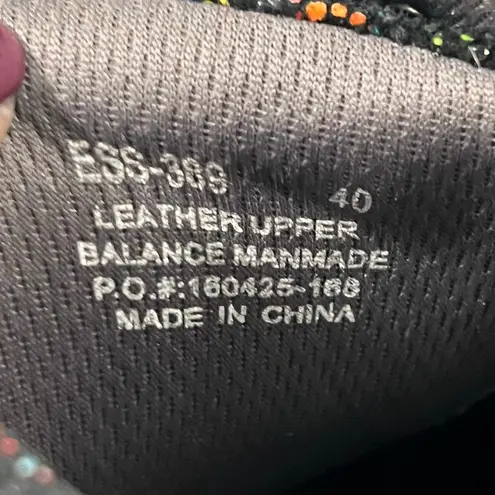 ESS-369 40
LEATHER UPPER
BALANCE MANMADE
P.O.#:160425-168
MADE IN CHINA